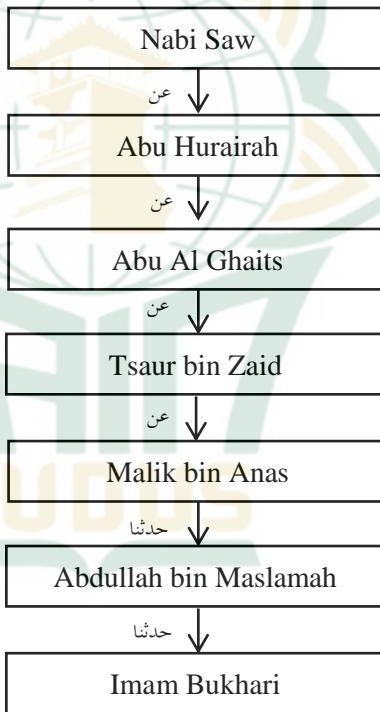 Nabi Saw
عن
Abu Hurairah
عن
Abu Al Ghaits
عن
Tsaur bin Zaid
عن
Malik bin Anas
حدثنا
Abdullah bin Maslamah
حدثنا
Imam Bukhari